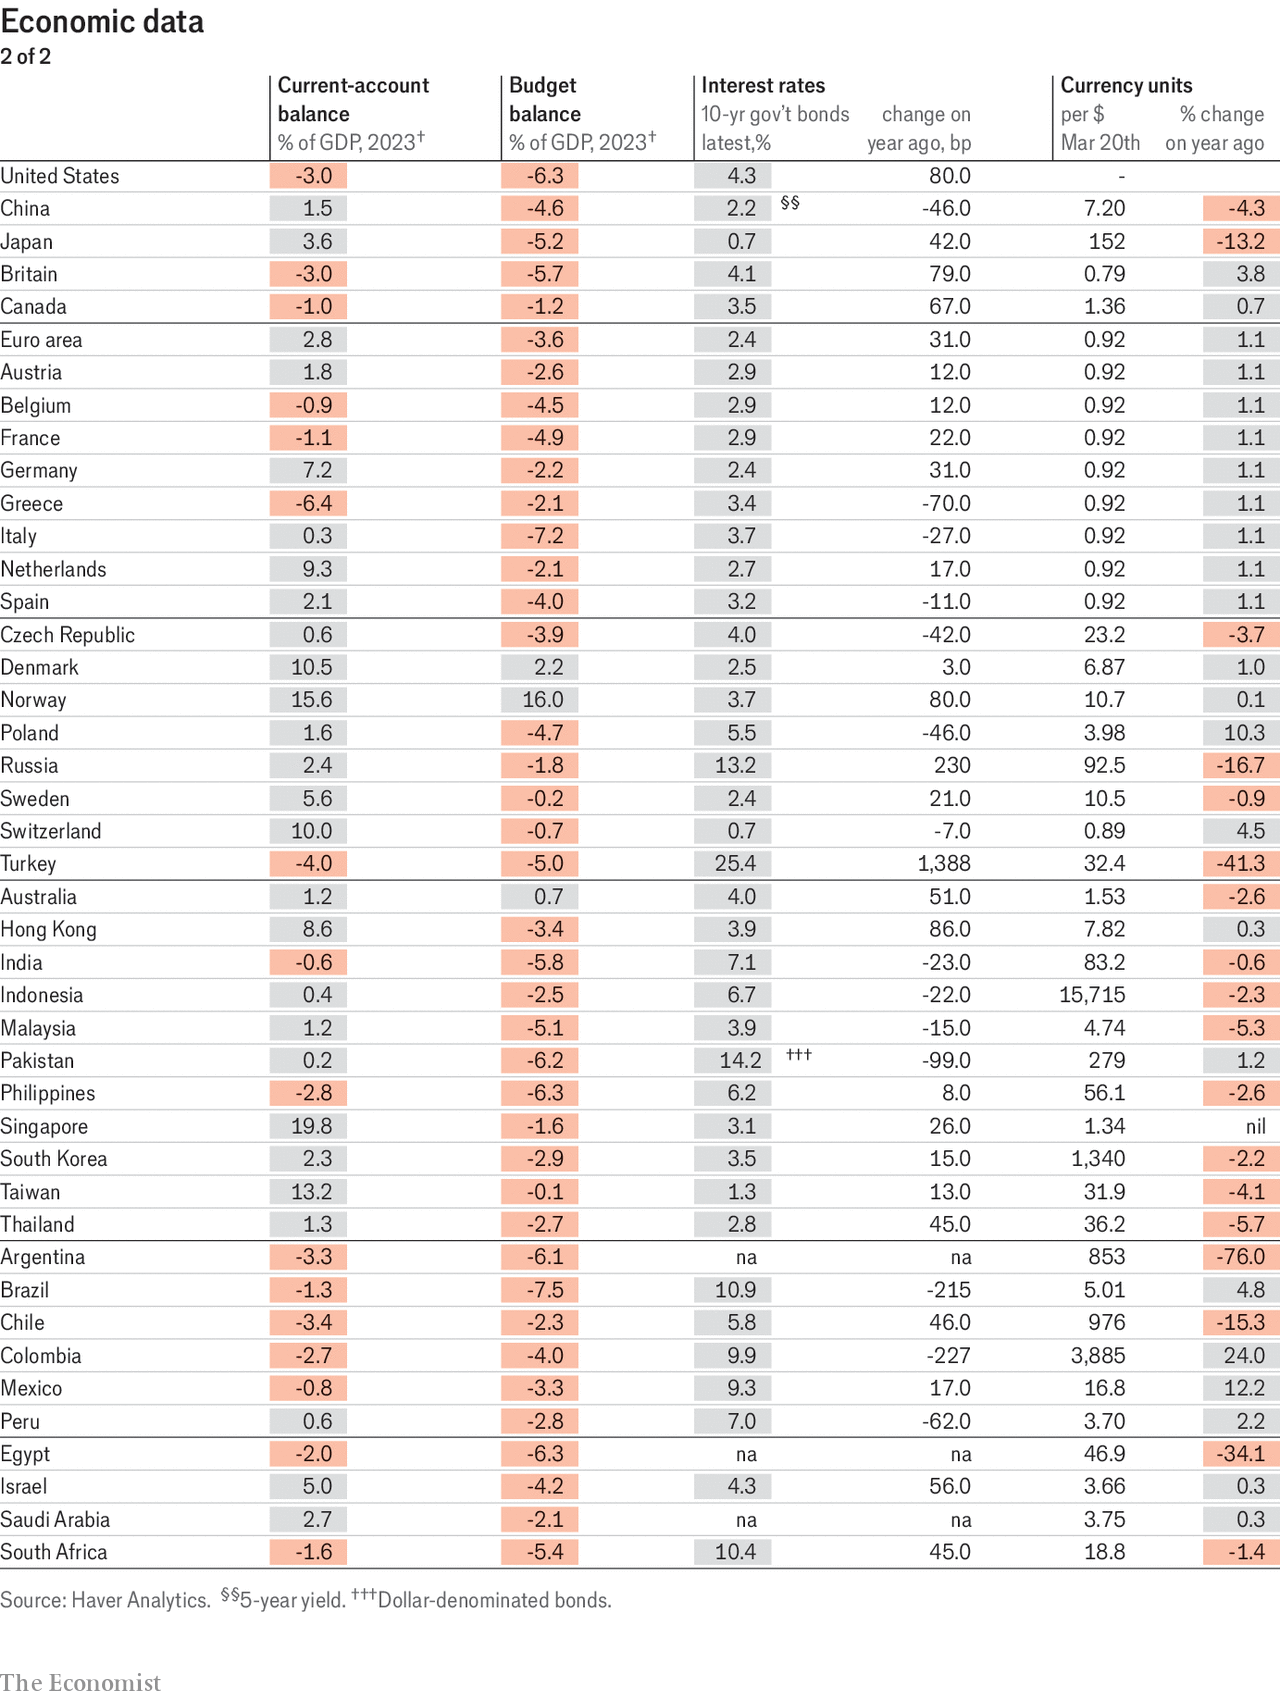 Economic data
2 of 2
Current-account balance % of GDP, 2023† Budget balance % of GDP, 2023† Interest rates 10-yr gov't bonds latest,% change on year ago, bp Currency units per $ Mar 20th % change on year ago
United States -3.0 -6.3 4.3 80.0 -
China 1.5 -4.6 2.2 §§ -46.0 7.20 -4.3
Japan 3.6 -5.2 0.7 42.0 152 -13.2
Britain -3.0 -5.7 4.1 79.0 0.79 3.8
Canada -1.0 -1.2 3.5 67.0 1.36 0.7
Euro area 2.8 -3.6 2.4 31.0 0.92 1.1
Austria 1.8 -2.6 2.9 12.0 0.92 1.1
Belgium -0.9 -4.5 2.9 12.0 0.92 1.1
France -1.1 -4.9 2.9 22.0 0.92 1.1
Germany 7.2 -2.2 2.4 31.0 0.92 1.1
Greece -6.4 -2.1 3.4 -70.0 0.92 1.1
Italy 0.3 -7.2 3.7 -27.0 0.92 1.1
Netherlands 9.3 -2.1 2.7 17.0 0.92 1.1
Spain 2.1 -4.0 3.2 -11.0 0.92 1.1
Czech Republic 0.6 -3.9 4.0 -42.0 23.2 -3.7
Denmark 10.5 2.2 2.5 3.0 6.87 1.0
Norway 15.6 16.0 3.7 80.0 10.7 0.1
Poland 1.6 -4.7 5.5 -46.0 3.98 10.3
Russia 2.4 -1.8 13.2 230 92.5 -16.7
Sweden 5.6 -0.2 2.4 21.0 10.5 -0.9
Switzerland 10.0 -0.7 0.7 -7.0 0.89 4.5
Turkey -4.0 -5.0 25.4 1,388 32.4 -41.3
Australia 1.2 0.7 4.0 51.0 1.53 -2.6
Hong Kong 8.6 -3.4 3.9 86.0 7.82 0.3
India -0.6 -5.8 7.1 -23.0 83.2 -0.6
Indonesia 0.4 -2.5 6.7 -22.0 15,715 -2.3
Malaysia 1.2 -5.1 3.9 -15.0 4.74 -5.3
Pakistan 0.2 -6.2 14.2 ††† -99.0 279 1.2
Philippines -2.8 -6.3 6.2 8.0 56.1 -2.6
Singapore 19.8 -1.6 3.1 26.0 1.34 nil
South Korea 2.3 -2.9 3.5 15.0 1,340 -2.2
Taiwan 13.2 -0.1 1.3 13.0 31.9 -4.1
Thailand 1.3 -2.7 2.8 45.0 36.2 -5.7
Argentina -3.3 -6.1 na na 853 -76.0
Brazil -1.3 -7.5 10.9 -215 5.01 4.8
Chile -3.4 -2.3 5.8 46.0 976 -15.3
Colombia -2.7 -4.0 9.9 -227 3,885 24.0
Mexico -0.8 -3.3 9.3 17.0 16.8 12.2
Peru 0.6 -2.8 7.0 -62.0 3.70 2.2
Egypt -2.0 -6.3 na na 46.9 -34.1
Israel 5.0 -4.2 4.3 56.0 3.66 0.3
Saudi Arabia 2.7 -2.1 na na 3.75 0.3
South Africa -1.6 -5.4 10.4 45.0 18.8 -1.4
Source: Haver Analytics. §§5-year yield. †††Dollar-denominated bonds.
The Economist